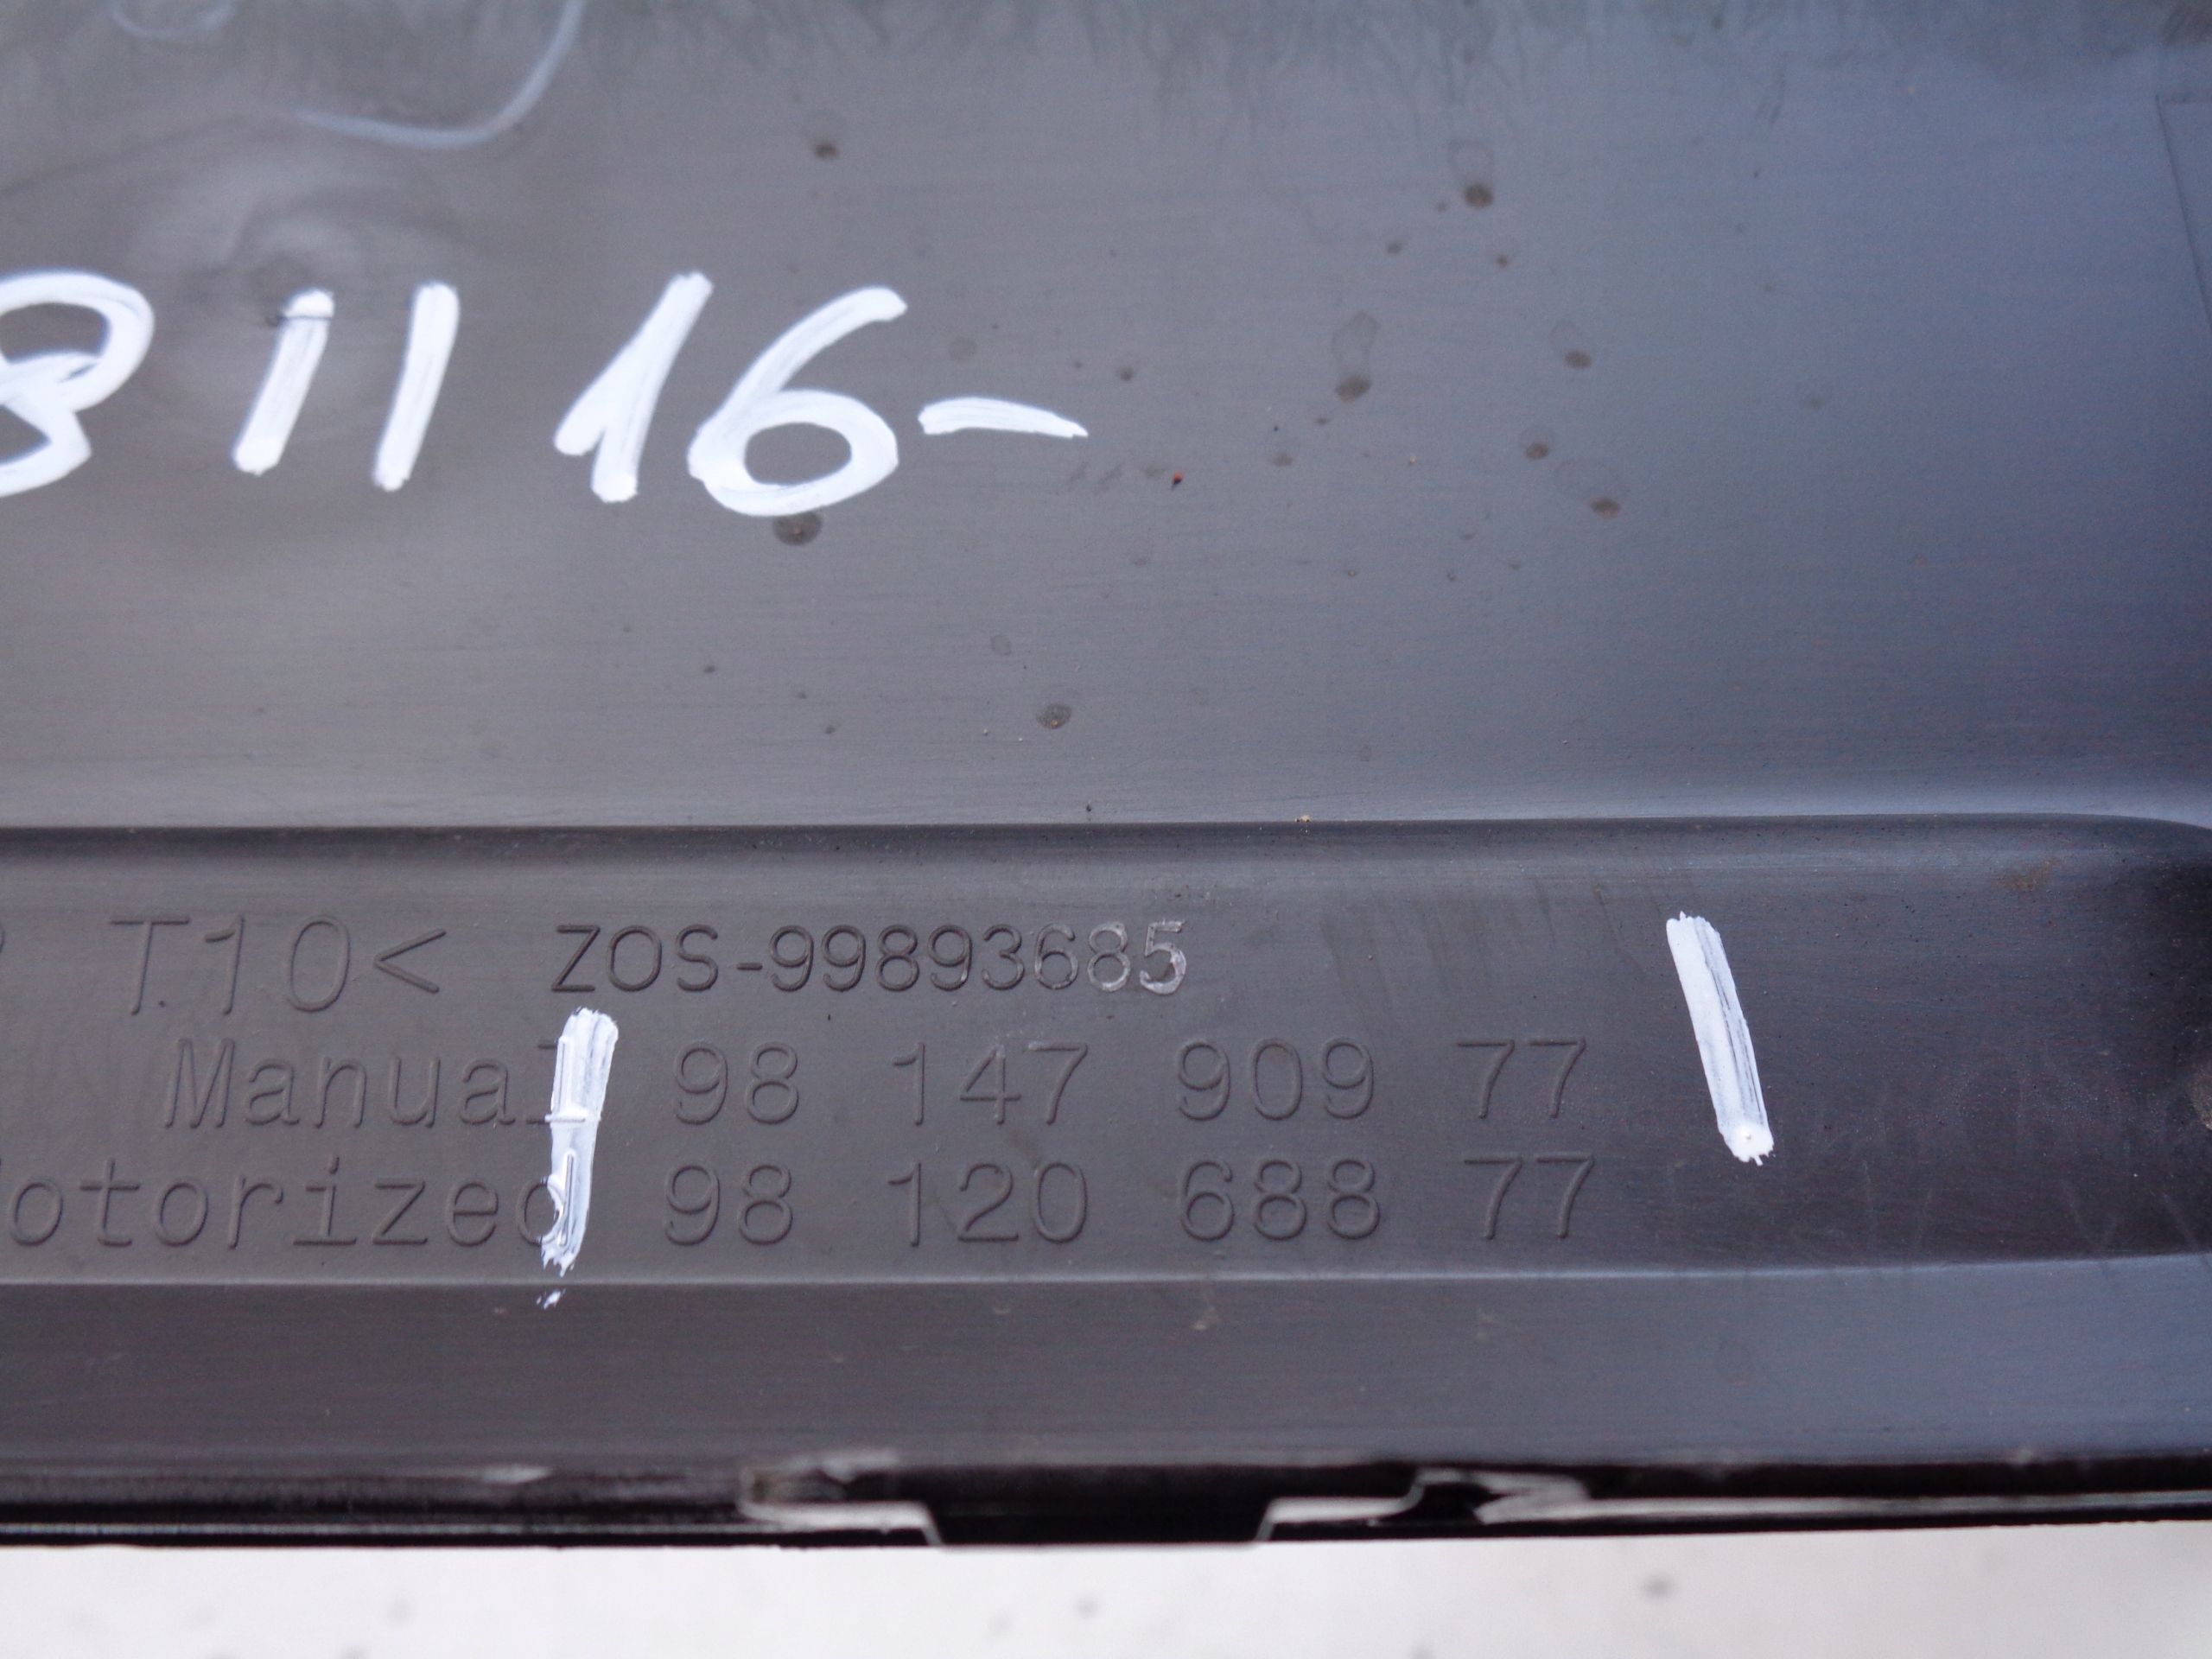 81116-
T10< ZOS-99893685
Manual 98 147 909 77
otorized 98 120 688 77